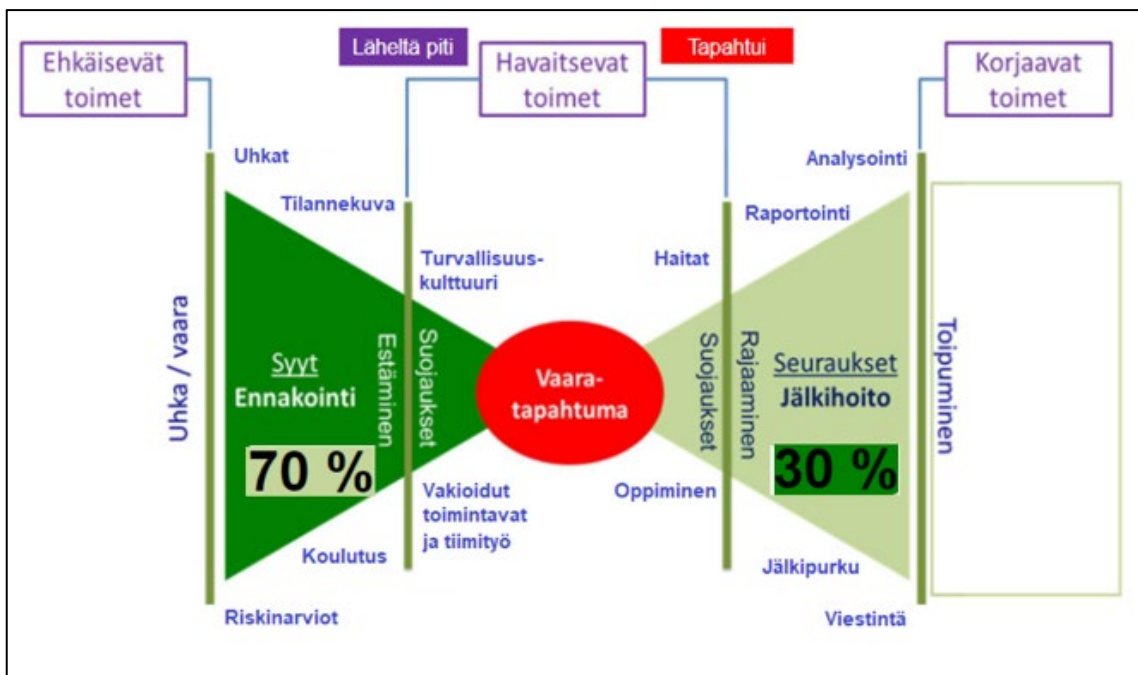 Ehkäisevät
toimet
Läheltä piti
Havaitsevat
toimet
Tapahtui
Korjaavat
toimet
Uhkat
Analysointi
Tilannekuva
Raportointi
Turvallisuus-
kulttuuri
Haitat
Uhka / vaara
Syyt
Ennakointi
70 %
Estäminen
Suojaukset
Vaara-
tapahtuma
Suojaukset
Rajaaminen
Seuraukset
Jälkihoito
30 %
Toipuminen
Vakioidut
toimintavat
ja tiimityö
Oppiminen
Koulutus
Jälkipurku
Riskinarviot
Viestintä